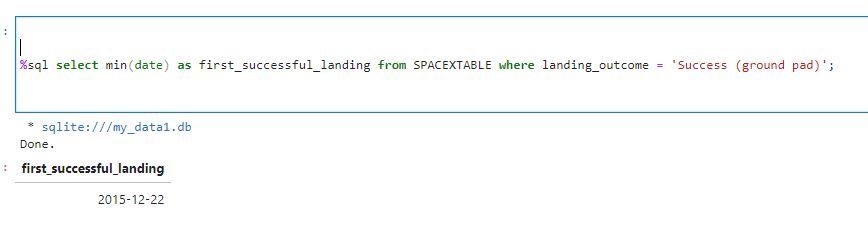 :
%sql select min(date) as first_successful_landing from SPACEXTABLE where landing_outcome = 'Success (ground pad)';
* sqlite:///my_data1.db
Done.
:
first_successful_landing
2015-12-22